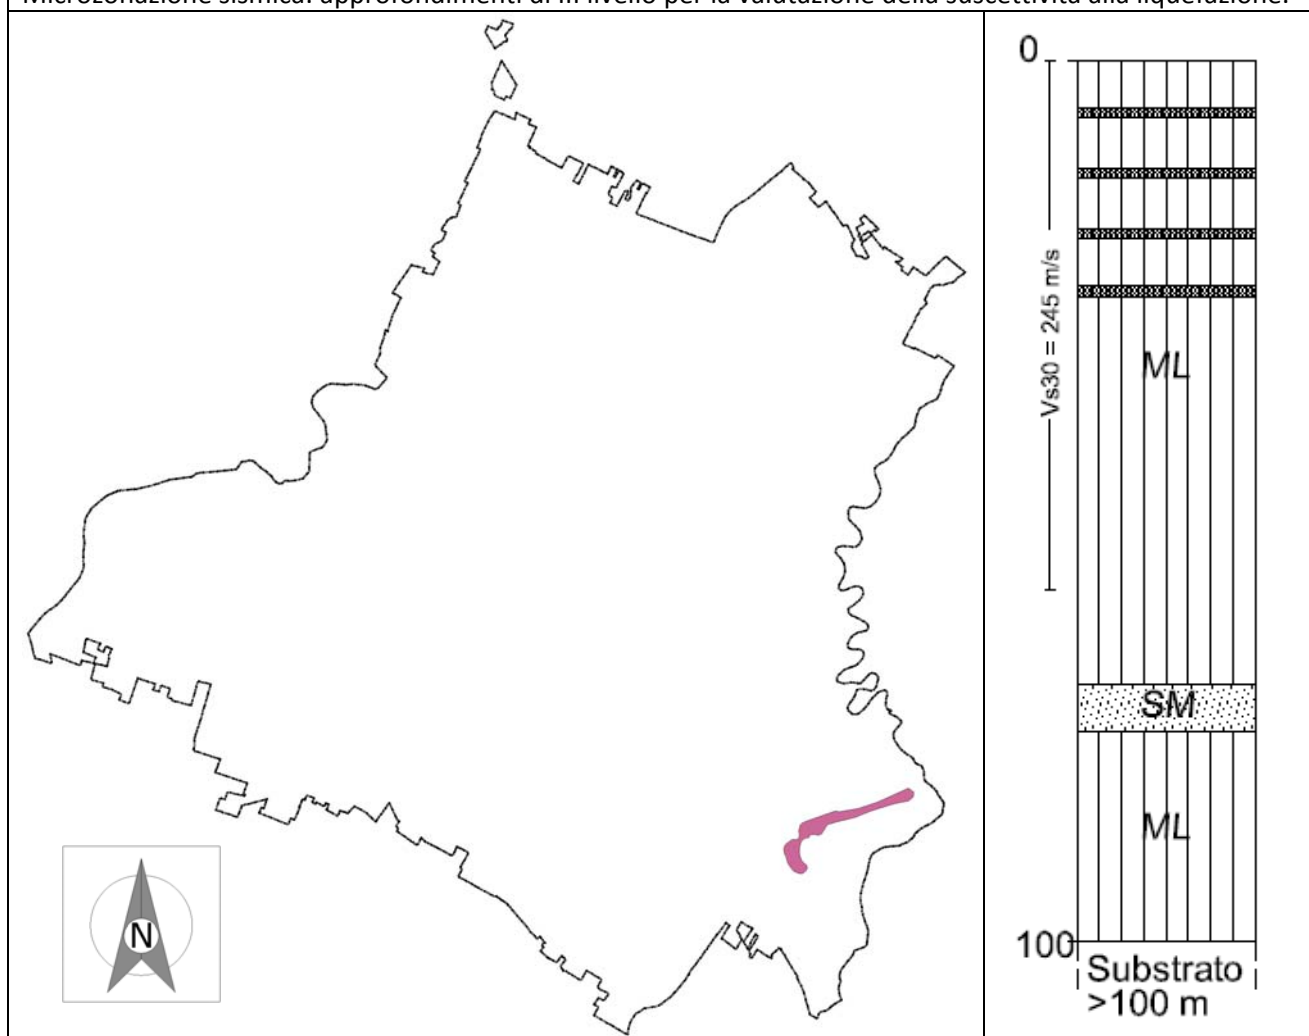 Microzonazione sismica: approfondimenti di III livello per la valutazione della suscettività alla liquefazione.
0
Vs30 = 245 m/s
ML
SM
ML
N
100
Substrato
>100 m